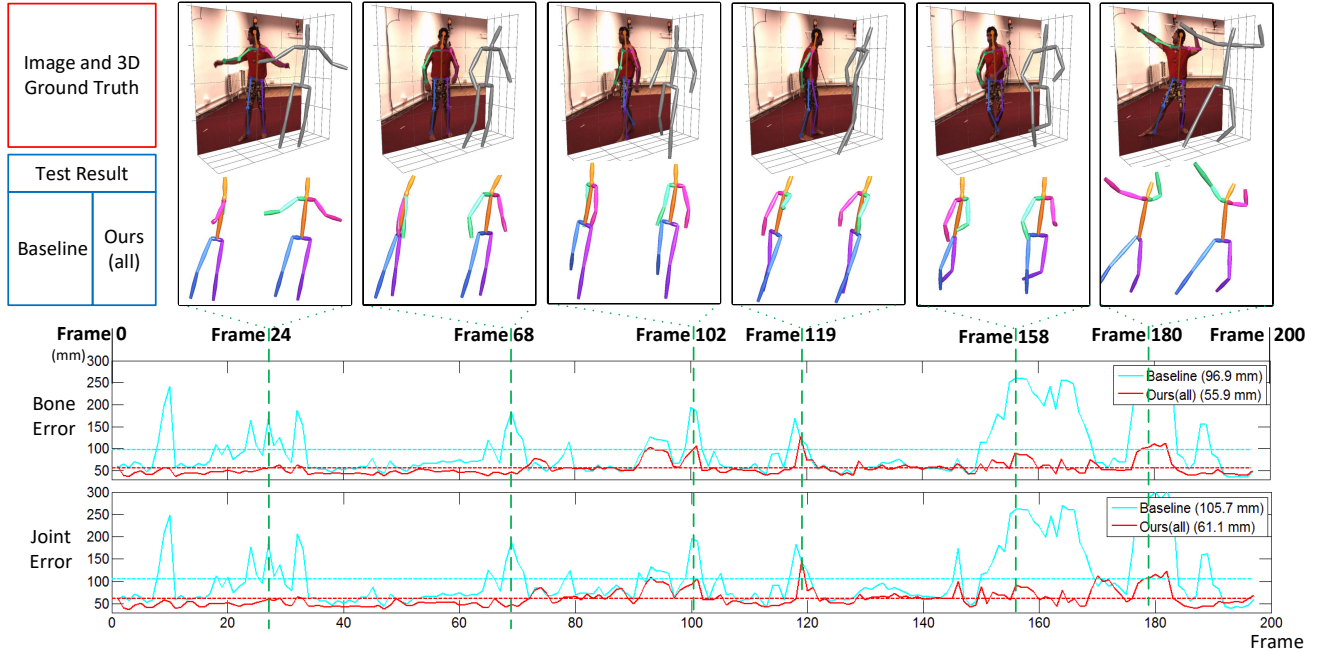 Image and 3D
Ground Truth
Test Result
Baseline
Ours
(all)
Frame 0
Frame 24
Frame 68
Frame 102
Frame 119
Frame 158
Frame 180
Frame 200
(mm)
300
250
200
150
100
50
Bone
Error
Baseline (96.9 mm)
Ours(all) (55.9 mm)
300
250
200
150
100
50
Joint
Error
Baseline (105.7 mm)
Ours(all) (61.1 mm)
0 20 40 60 80 100 120 140 160 180 200
Frame